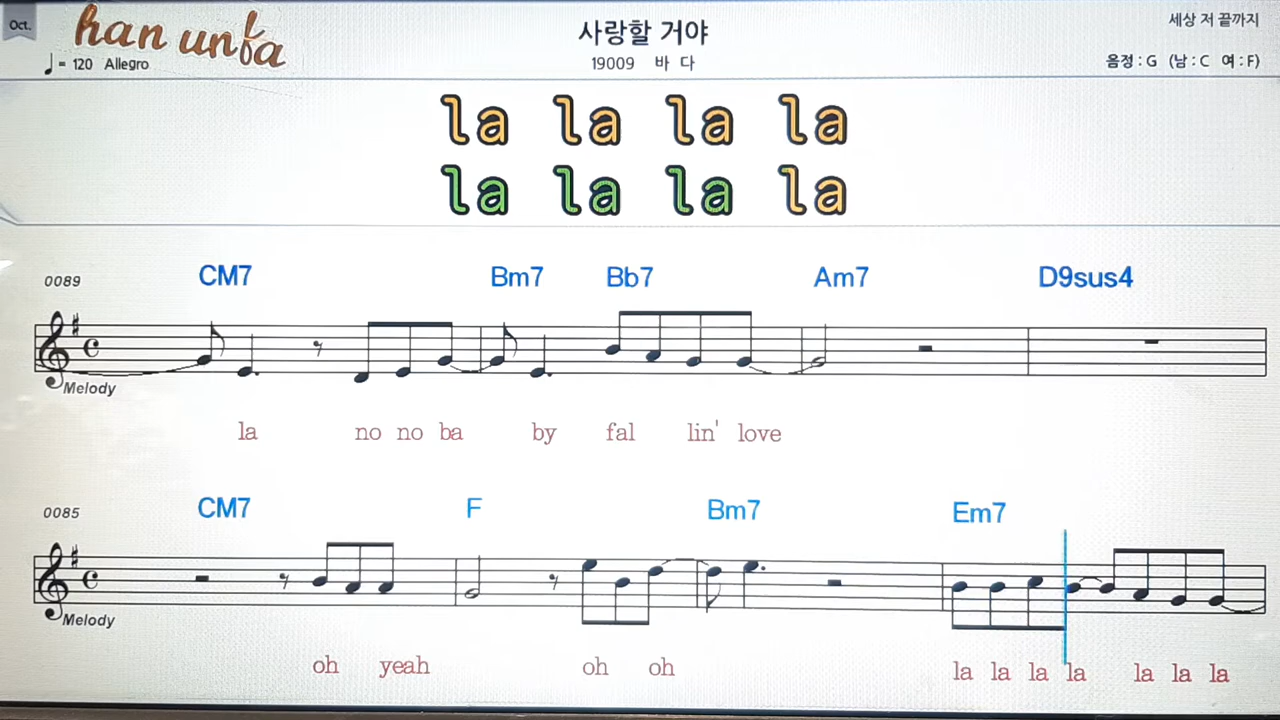 Oct.
han unfa
사랑할 거야
세상 저 끝까지
♩ = 120 Allegro
19009 바 다
음정 : G (남 : C 여 : F)
la la la la
la la la la
0089
CM7 Bm7 Bb7 Am7 D9sus4
Melody
la no no ba by fal lin' love
0085
CM7 F Bm7 Em7
Melody
oh yeah oh oh la la la la la la la